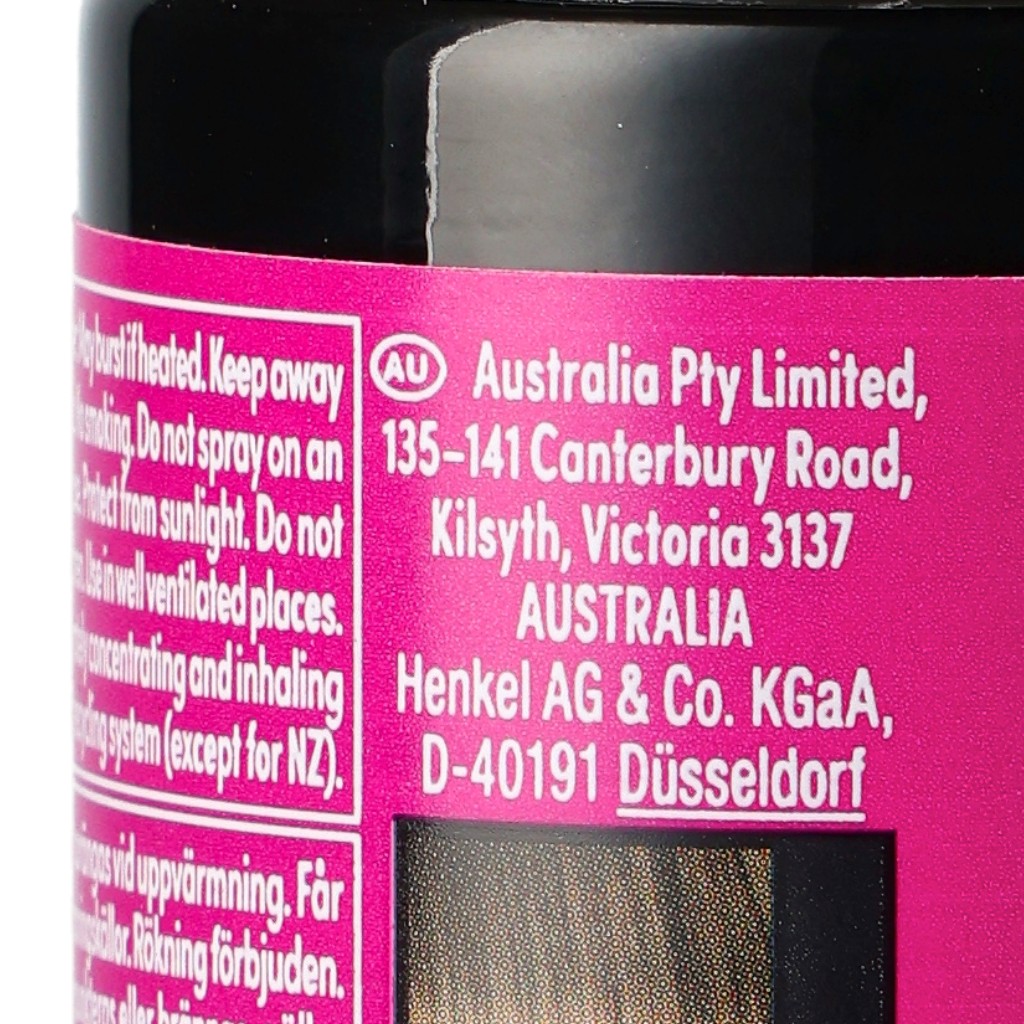 May burst if heated. Keep away
smoking. Do not spray on an
Protect from sunlight. Do not
Use in well ventilated places.
concentrating and inhaling
system (except for NZ).
vid uppvärmning. Får
Rökning förbjuden.
eller
AU Australia Pty Limited,
135-141 Canterbury Road,
Kilsyth, Victoria 3137
AUSTRALIA
Henkel AG & Co. KGaA,
D-40191 Düsseldorf